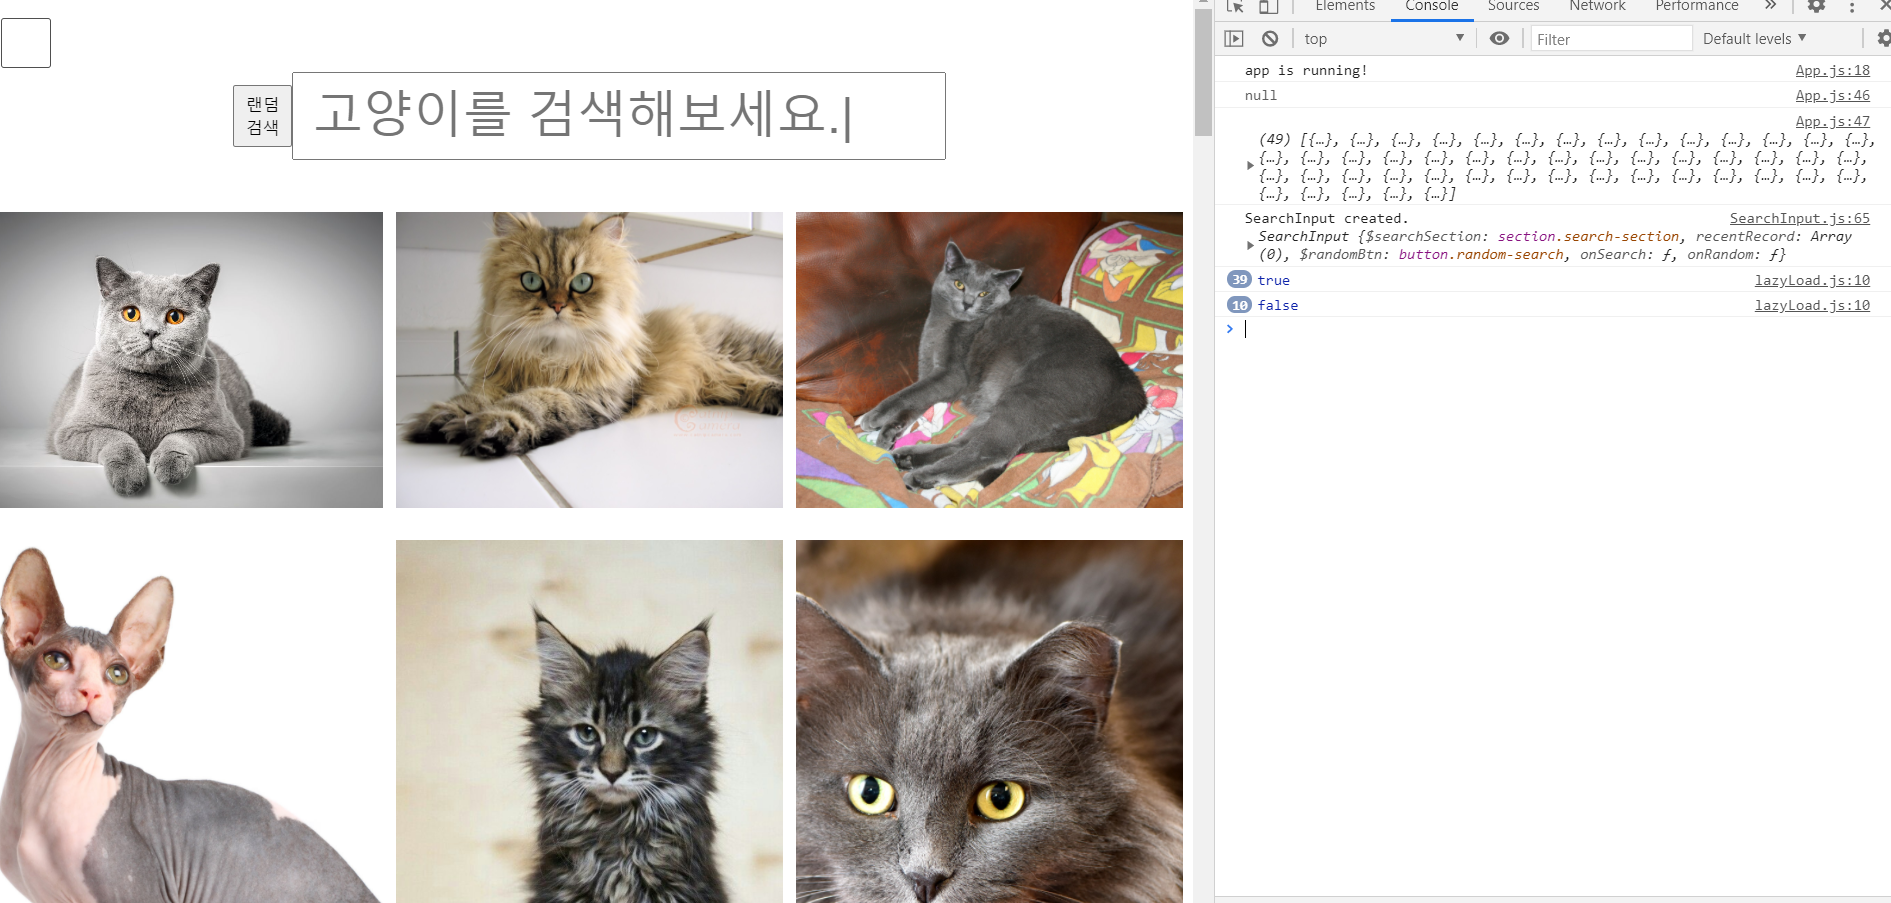 랜덤
검색
고양이를 검색해보세요.|
Elements Console Sources Network Performance »
top ▼ Filter Default levels ▼
app is running! App.js:18
null App.js:46
App.js:47
(49) [{…}, {…}, {…}, {…}, {…}, {…}, {…}, {…}, {…}, {…}, {…}, {…}, {…}, {…},
{…}, {…}, {…}, {…}, {…}, {…}, {…}, {…}, {…}, {…}, {…}, {…}, {…}, {…}, {…},
{…}, {…}, {…}, {…}, {…}, {…}, {…}, {…}, {…}, {…}, {…}, {…}, {…}, {…}, {…},
{…}, {…}, {…}, {…}, {…}]
SearchInput created. SearchInput.js:65
SearchInput {$searchSection: section.search-section, recentRecord: Array
(0), $randomBtn: button.random-search, onSearch: ƒ, onRandom: ƒ}
39 true lazyLoad.js:10
10 false lazyLoad.js:10
>